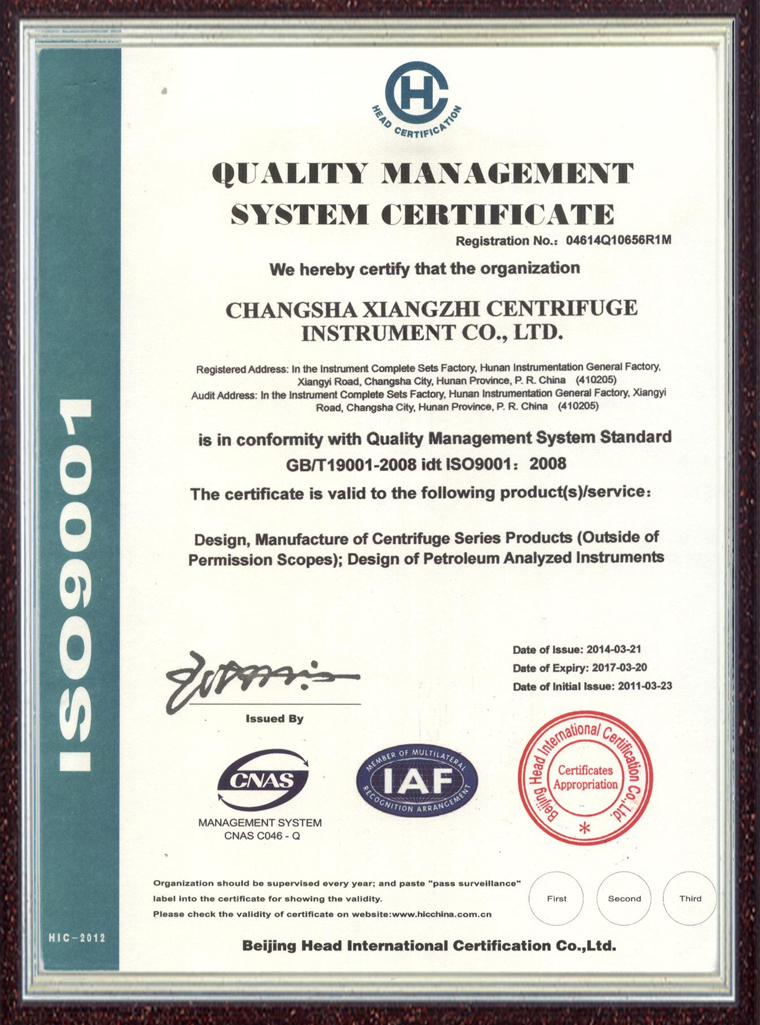 HC
HEAD CERTIFICATION
QUALITY MANAGEMENT
SYSTEM CERTIFICATE
Registration No.: 04614Q10656R1M
We hereby certify that the organization
CHANGSHA XIANGZHI CENTRIFUGE
INSTRUMENT CO., LTD.
Registered Address: In the Instrument Complete Sets Factory, Hunan Instrumentation General Factory,
Xiangyi Road, Changsha City, Hunan Province, P. R. China (410205)
Audit Address: In the Instrument Complete Sets Factory, Hunan Instrumentation General Factory, Xiangyi
Road, Changsha City, Hunan Province, P. R. China (410205)
is in conformity with Quality Management System Standard
GB/T19001-2008 idt ISO9001: 2008
The certificate is valid to the following product(s)/service:
Design, Manufacture of Centrifuge Series Products (Outside of
Permission Scopes); Design of Petroleum Analyzed Instruments
ISO9001
Date of Issue: 2014-03-21
Date of Expiry: 2017-03-20
Date of Initial Issue: 2011-03-23
Issued By
CNAS
MANAGEMENT SYSTEM
CNAS C046 - Q
MEMBER OF MULTILATERAL
IAF
RECOGNITION ARRANGEMENT
Beijing Head International Certification Co.,Ltd.
Certificates
Appropriation
Organization should be supervised every year; and paste "pass surveillance"
label into the certificate for showing the validity.
Please check the validity of certificate on website:www.hicchina.com.cn
First
Second
Third
HIC-2012
Beijing Head International Certification Co.,Ltd.